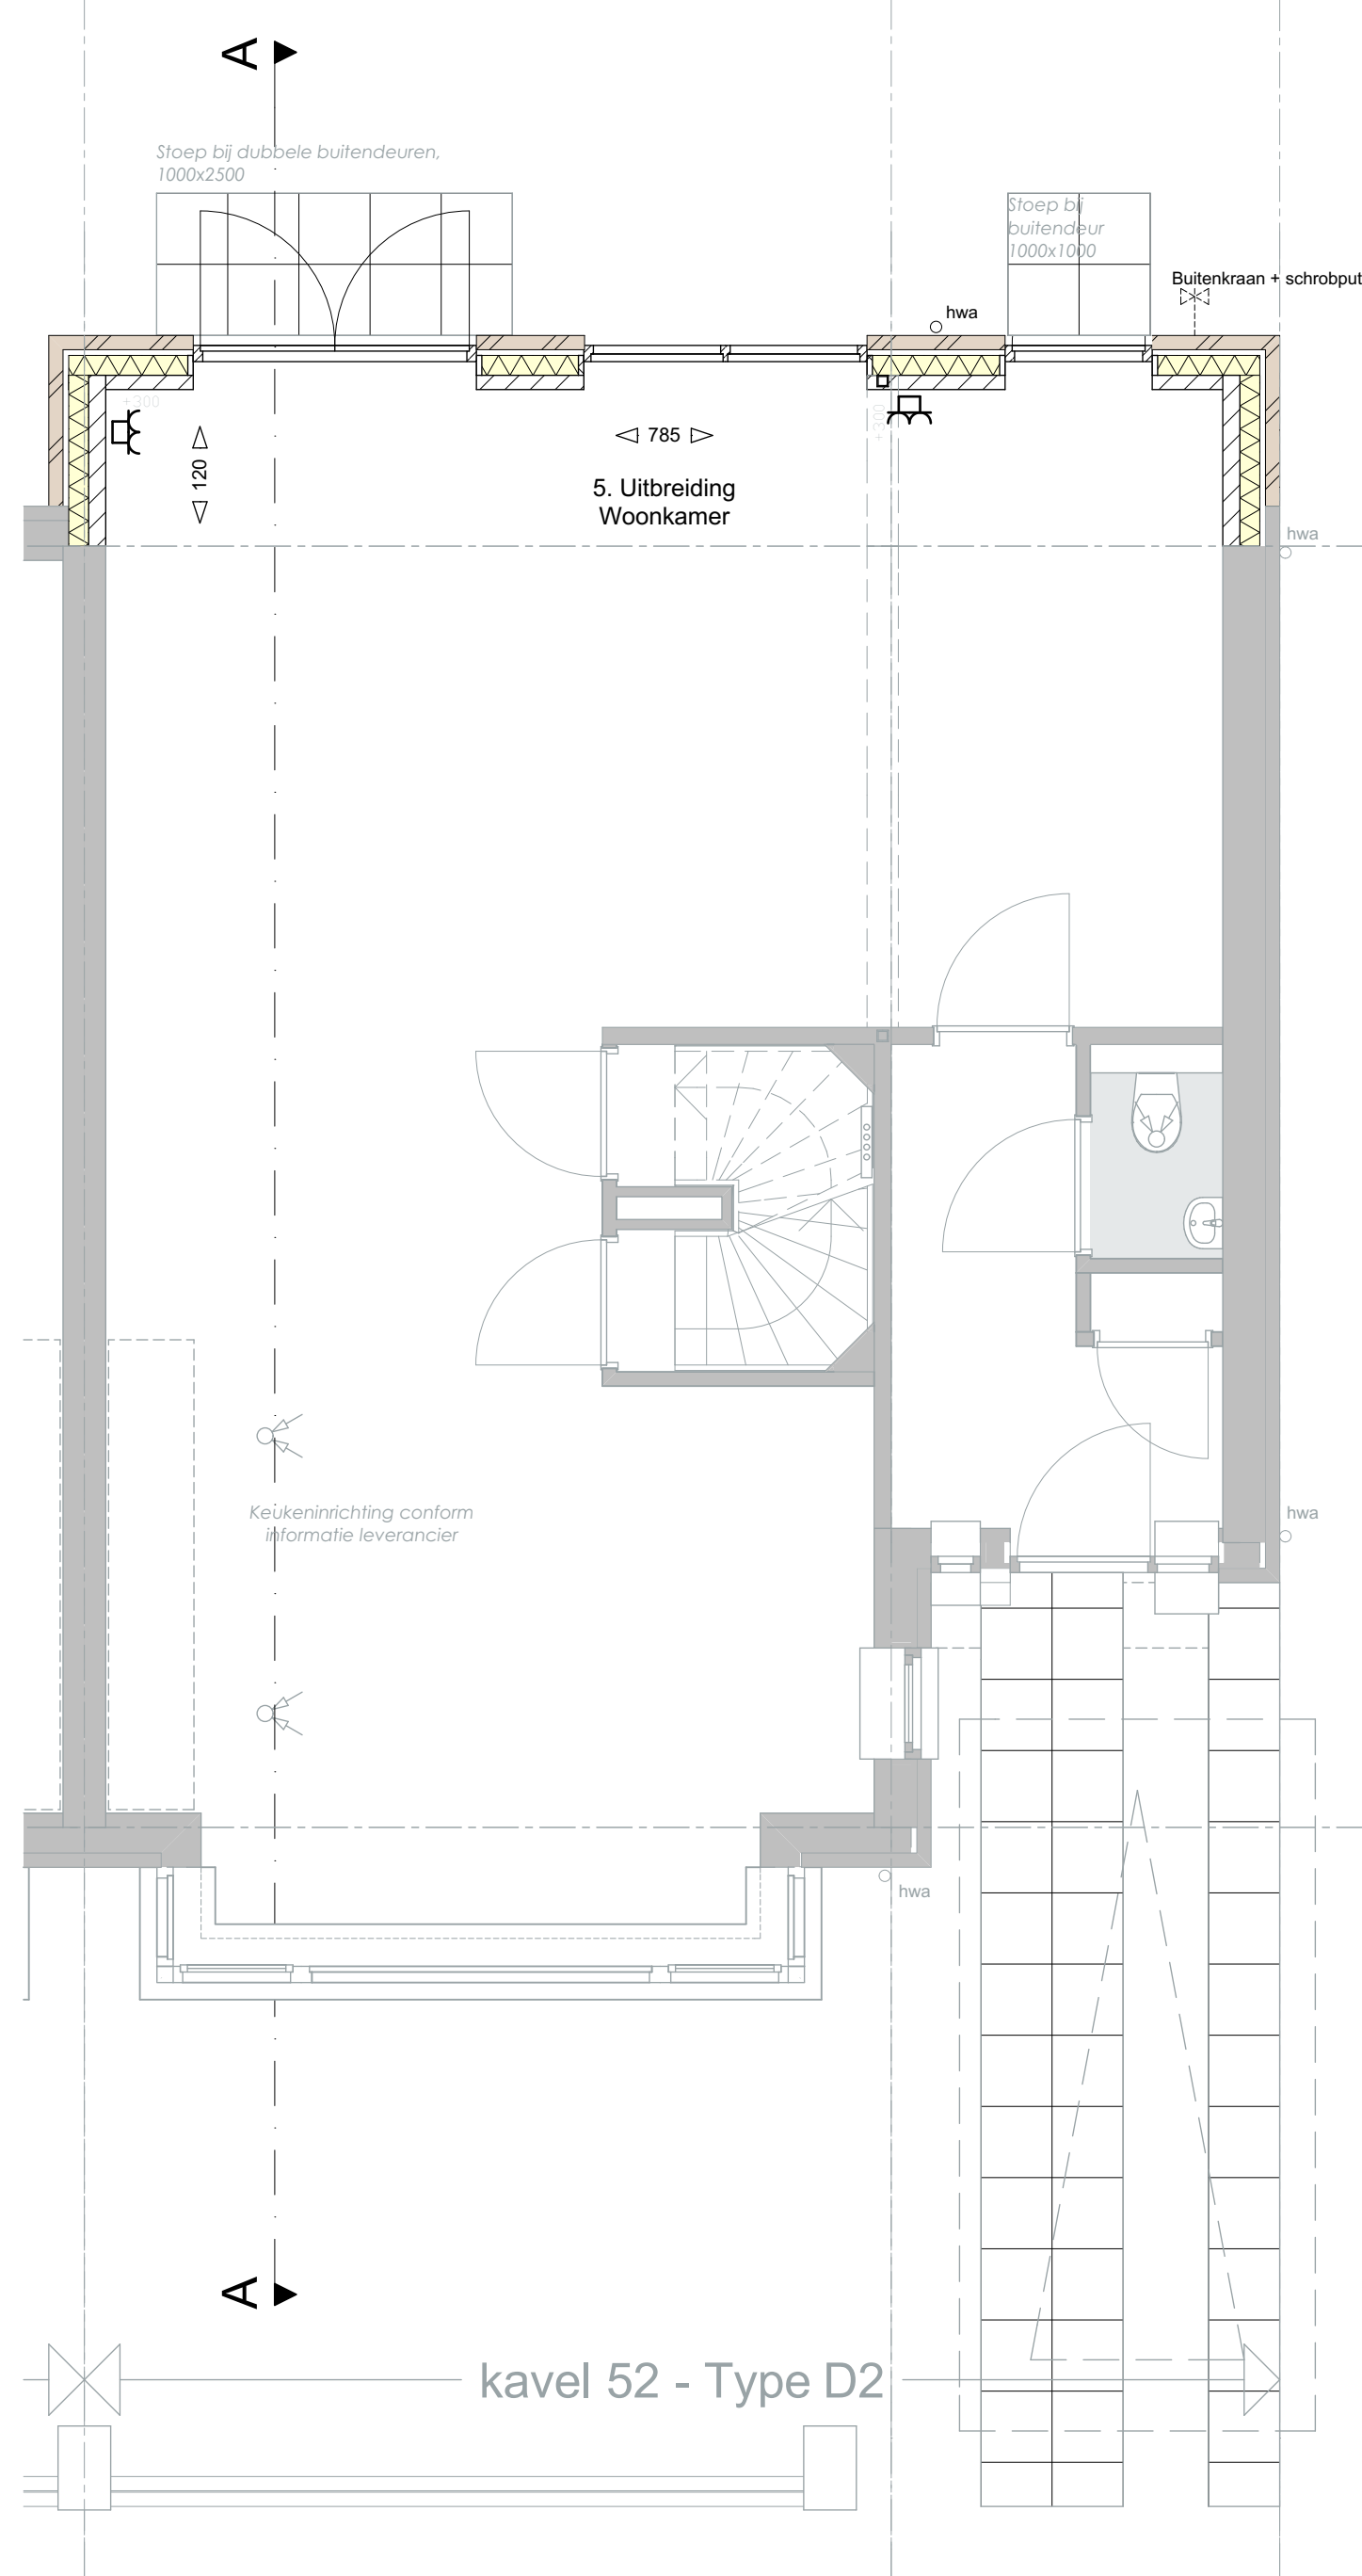 A
Stoep bij dubbele buitendeuren,
1000x2500
Stoep bij
buitendeur
1000x1000
Buitenkraan + schrobput
hwa
+300
+300
120
785
5. Uitbreiding
Woonkamer
hwa
Keukeninrichting conform
informatie leverancier
hwa
hwa
A
kavel 52 - Type D2